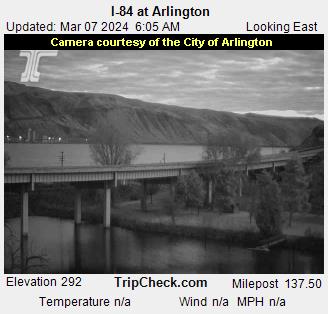 I-84 at Arlington
Updated: Mar 07 2024 6:05 AM Looking East
Camera courtesy of the City of Arlington
Elevation 292 TripCheck.com Milepost 137.50
Temperature n/a Wind n/a MPH n/a